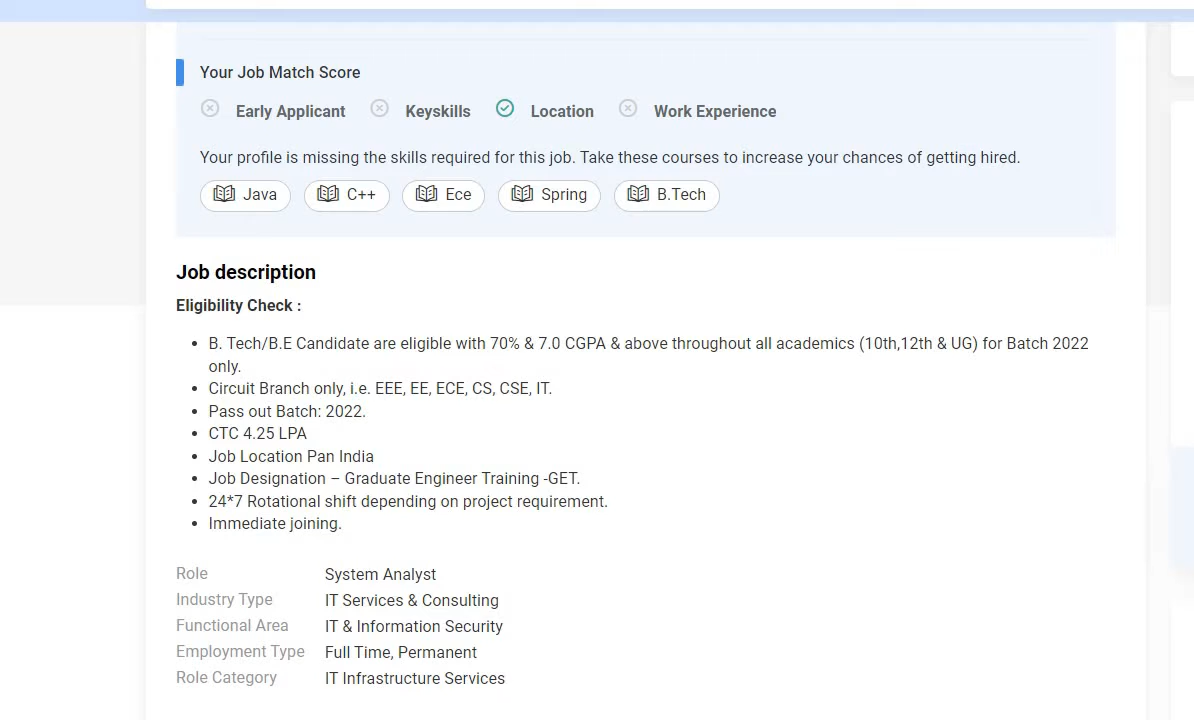 Your Job Match Score
Early Applicant Keyskills Location Work Experience
Your profile is missing the skills required for this job. Take these courses to increase your chances of getting hired.
Java C++ Ece Spring B.Tech
Job description
Eligibility Check :
• B. Tech/B.E Candidate are eligible with 70% & 7.0 CGPA & above throughout all academics (10th,12th & UG) for Batch 2022
only.
• Circuit Branch only, i.e. EEE, EE, ECE, CS, CSE, IT.
• Pass out Batch: 2022.
• CTC 4.25 LPA
• Job Location Pan India
• Job Designation – Graduate Engineer Training -GET.
• 24*7 Rotational shift depending on project requirement.
• Immediate joining.
Role System Analyst
Industry Type IT Services & Consulting
Functional Area IT & Information Security
Employment Type Full Time, Permanent
Role Category IT Infrastructure Services